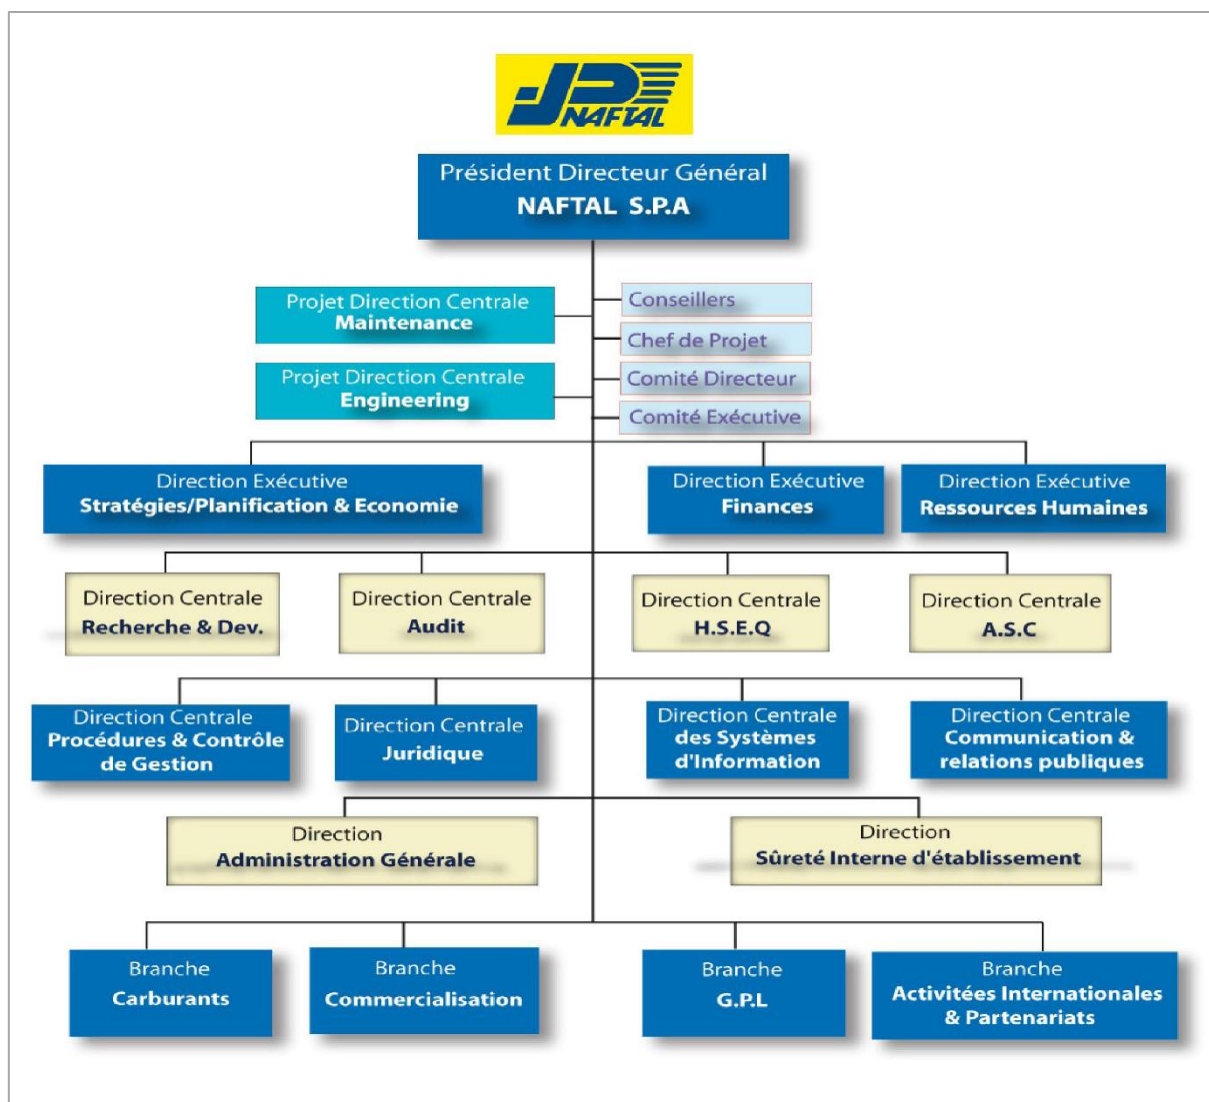 NAFTAL
Président Directeur Général
NAFTAL S.P.A
Projet Direction Centrale
Maintenance
Conseillers
Chef de Projet
Projet Direction Centrale
Engineering
Comité Directeur
Comité Exécutive
Direction Exécutive
Stratégies/Planification & Economie
Direction Exécutive
Finances
Direction Exécutive
Ressources Humaines
Direction Centrale
Recherche & Dev.
Direction Centrale
Audit
Direction Centrale
H.S.E.Q
Direction Centrale
A.S.C
Direction Centrale
Procédures & Contrôle
de Gestion
Direction Centrale
Juridique
Direction Centrale
des Systèmes
d'Information
Direction Centrale
Communication &
relations publiques
Direction
Administration Générale
Direction
Sûreté Interne d'établissement
Branche
Carburants
Branche
Commercialisation
Branche
G.P.L
Branche
Activitées Internationales
& Partenariats